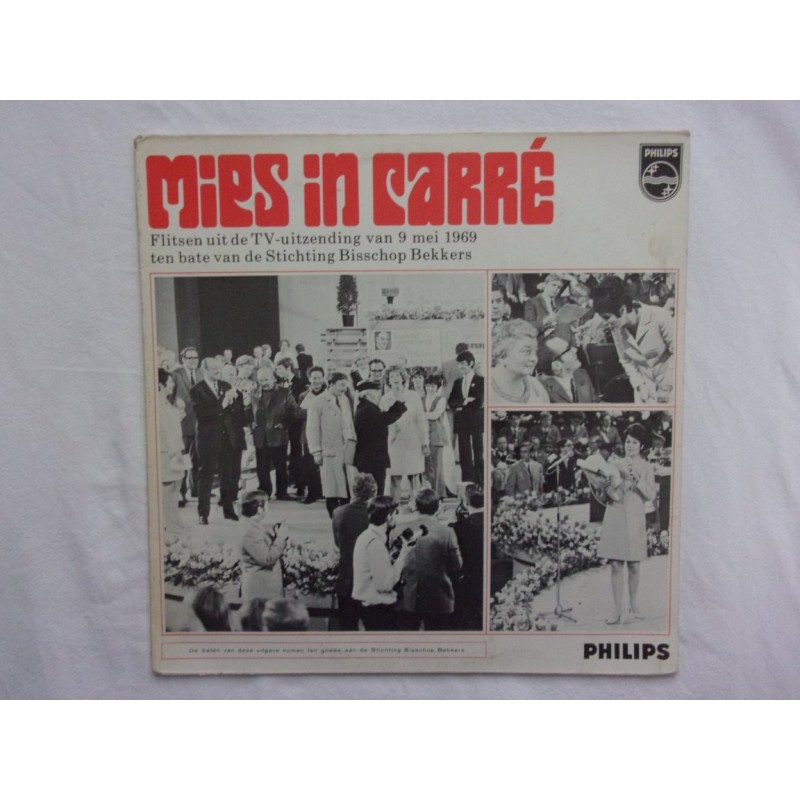 Mies in Carré
PHILIPS
Flitsen uit de TV-uitzending van 9 mei 1969
ten bate van de Stichting Bisschop Bekkers
De baten van deze uitgave komen ten goede aan de Stichting Bisschop Bekkers
PHILIPS